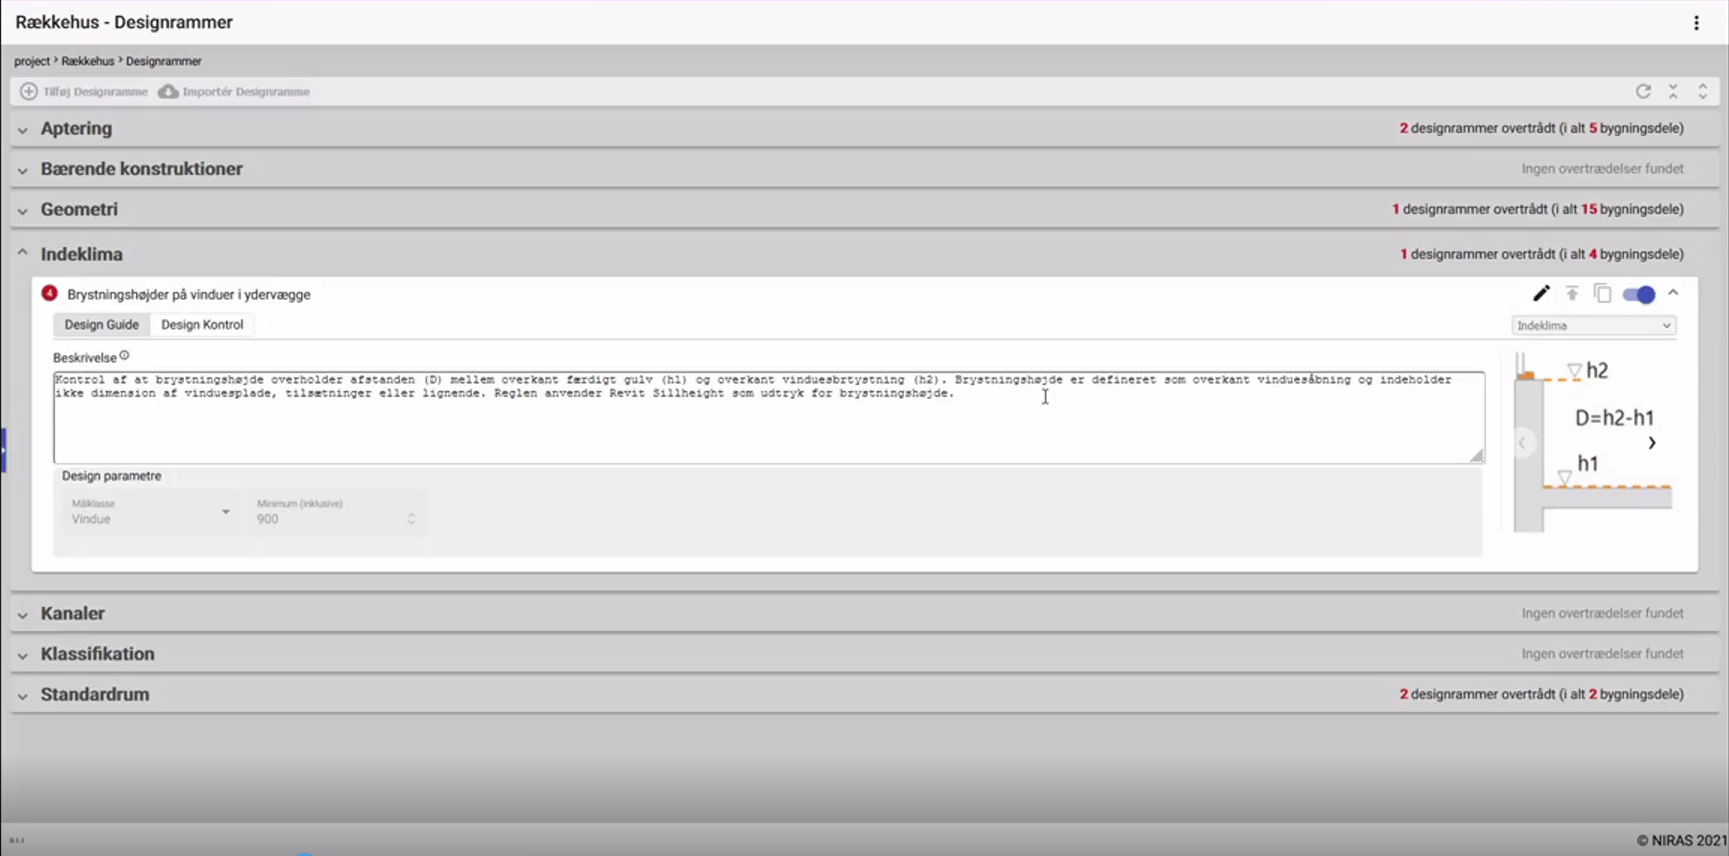 Rækkehus - Designrammer
project > Rækkehus > Designrammer
Tilføj Designramme Importér Designramme
Aptering 2 designrammer overtrådt (i alt 5 bygningsdele)
Bærende konstruktioner Ingen overtrædelser fundet
Geometri 1 designrammer overtrådt (i alt 15 bygningsdele)
Indeklima 1 designrammer overtrådt (i alt 4 bygningsdele)
4 Brystningshøjder på vinduer i ydervægge
Design Guide Design Kontrol Indeklima
Beskrivelse
Kontrol af at brystningshøjde overholder afstanden (D) mellem overkant færdigt gulv (h1) og overkant vinduesbrtystning (h2). Brystningshøjde er defineret som overkant vinduesåbning og indeholder
ikke dimension af vinduesplade, tilsætninger eller lignende. Reglen anvender Revit Sillheight som udtryk for brystningshøjde.
h2
D=h2-h1
h1
Design parametre
Målklasse Minimum (inklusive)
Vindue 900
Kanaler Ingen overtrædelser fundet
Klassifikation Ingen overtrædelser fundet
Standardrum 2 designrammer overtrådt (i alt 2 bygningsdele)
© NIRAS 2021